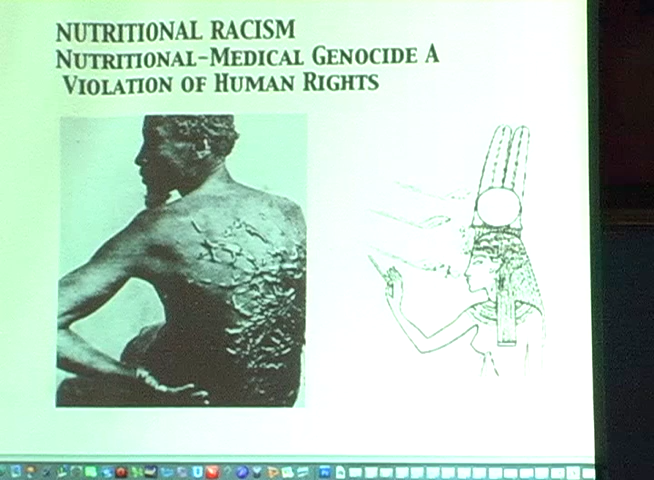 NUTRITIONAL RACISM
NUTRITIONAL-MEDICAL GENOCIDE A
VIOLATION OF HUMAN RIGHTS